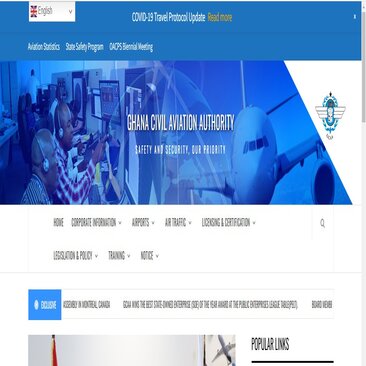 English
COVID-19 Travel Protocol Update Read more
x
Aviation Statistics State Safety Program OACPS Biennial Meeting
GHANA CIVIL AVIATION AUTHORITY
SAFETY AND SECURITY, OUR PRIORITY
HOME CORPORATE INFORMATION AIRPORTS AIR TRAFFIC LICENSING & CERTIFICATION
LEGISLATION & POLICY TRAINING NOTICE
EXCLUSIVE ASSEMBLY IN MONTREAL, CANADA GCAA WINS THE BEST STATE-OWNED ENTERPRISE (SOE) OF THE YEAR AWARD AT THE PUBLIC ENTERPRISES LEAGUE TABLE(PELT). BOARD MEMB
POPULAR LINKS